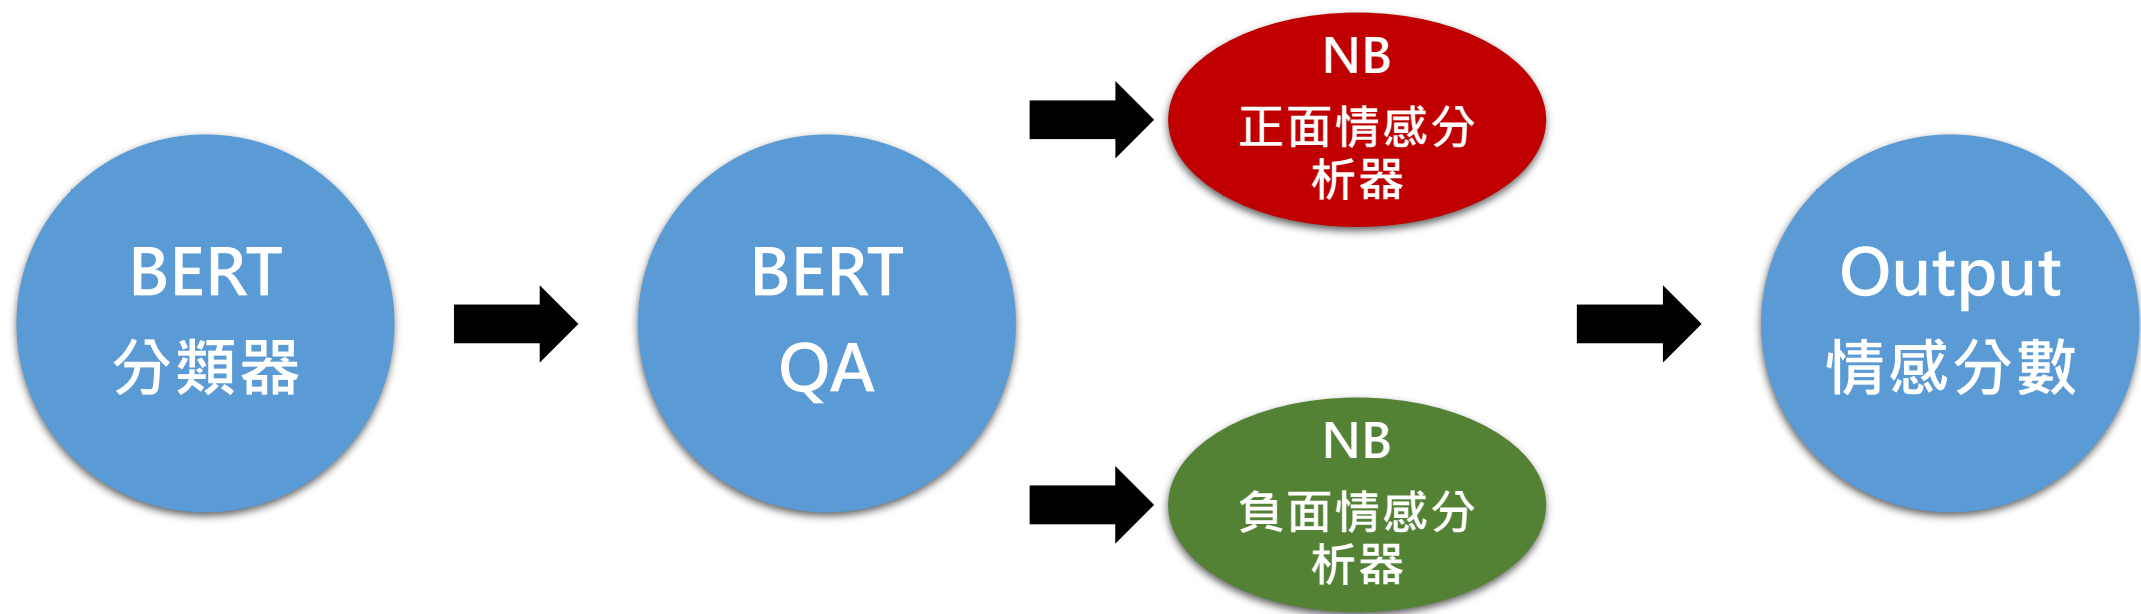 BERT
分類器
BERT
QA
NB
正面情感分
析器
NB
負面情感分
析器
Output
情感分數